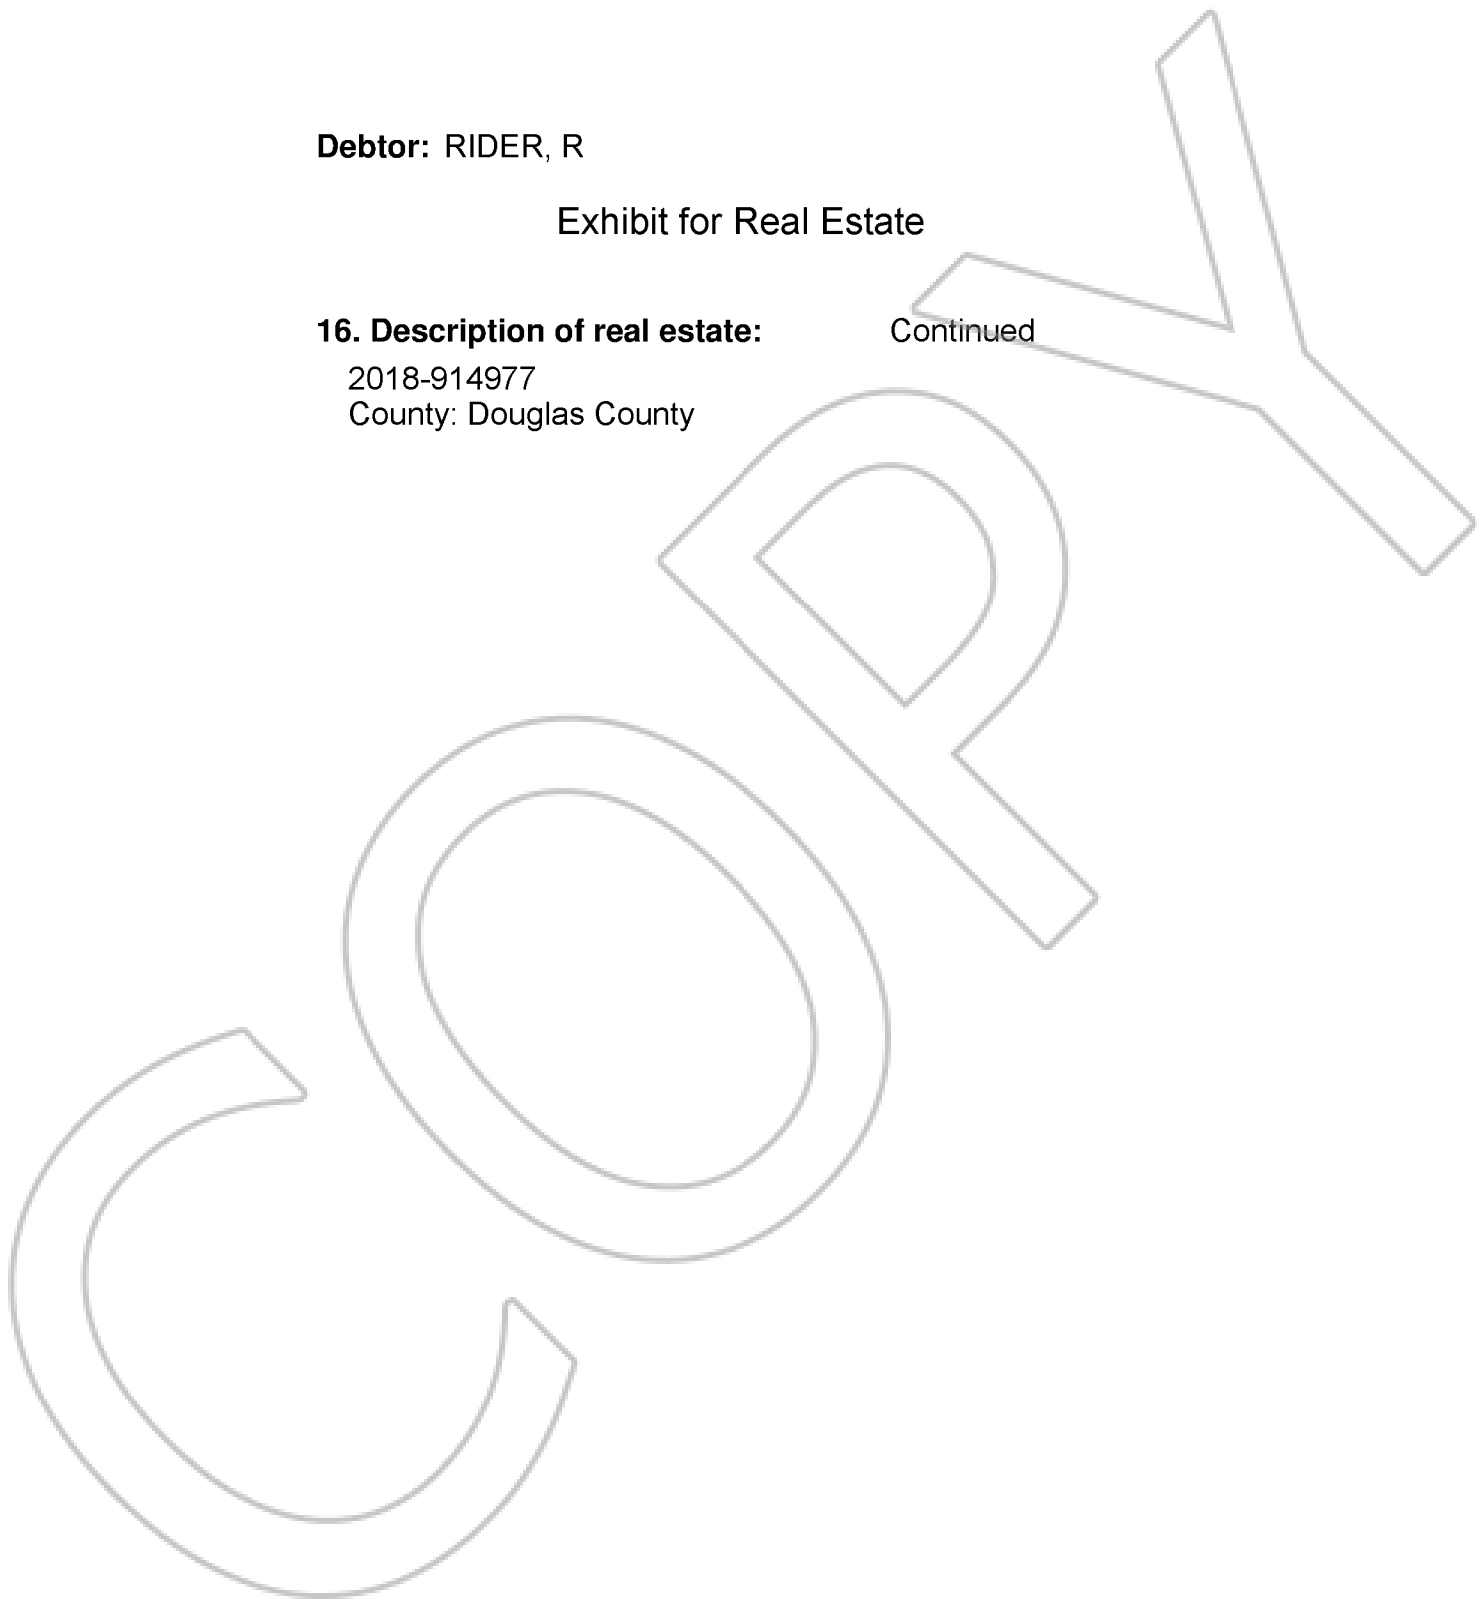 Debtor: RIDER, R
Exhibit for Real Estate
16. Description of real estate: Continued
2018-914977
County: Douglas County
COPY